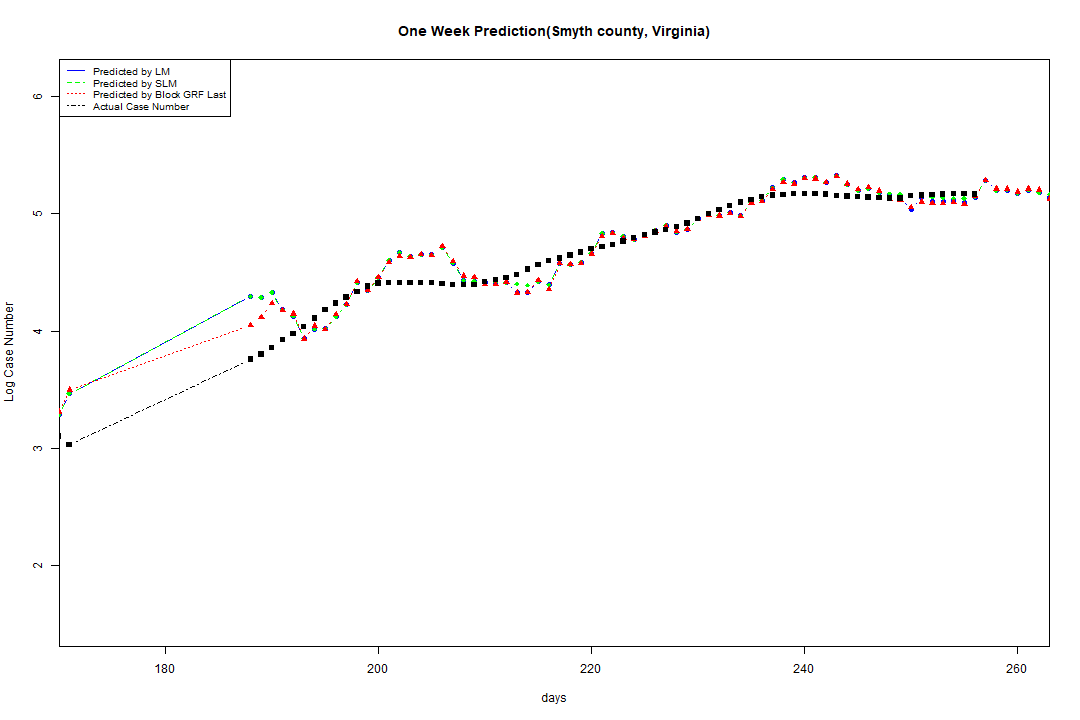 One Week Prediction(Smyth county, Virginia)
Predicted by LM
Predicted by SLM
Predicted by Block GRF Last
Actual Case Number
6
5
4
3
2
Log Case Number
180 200 220 240 260
days